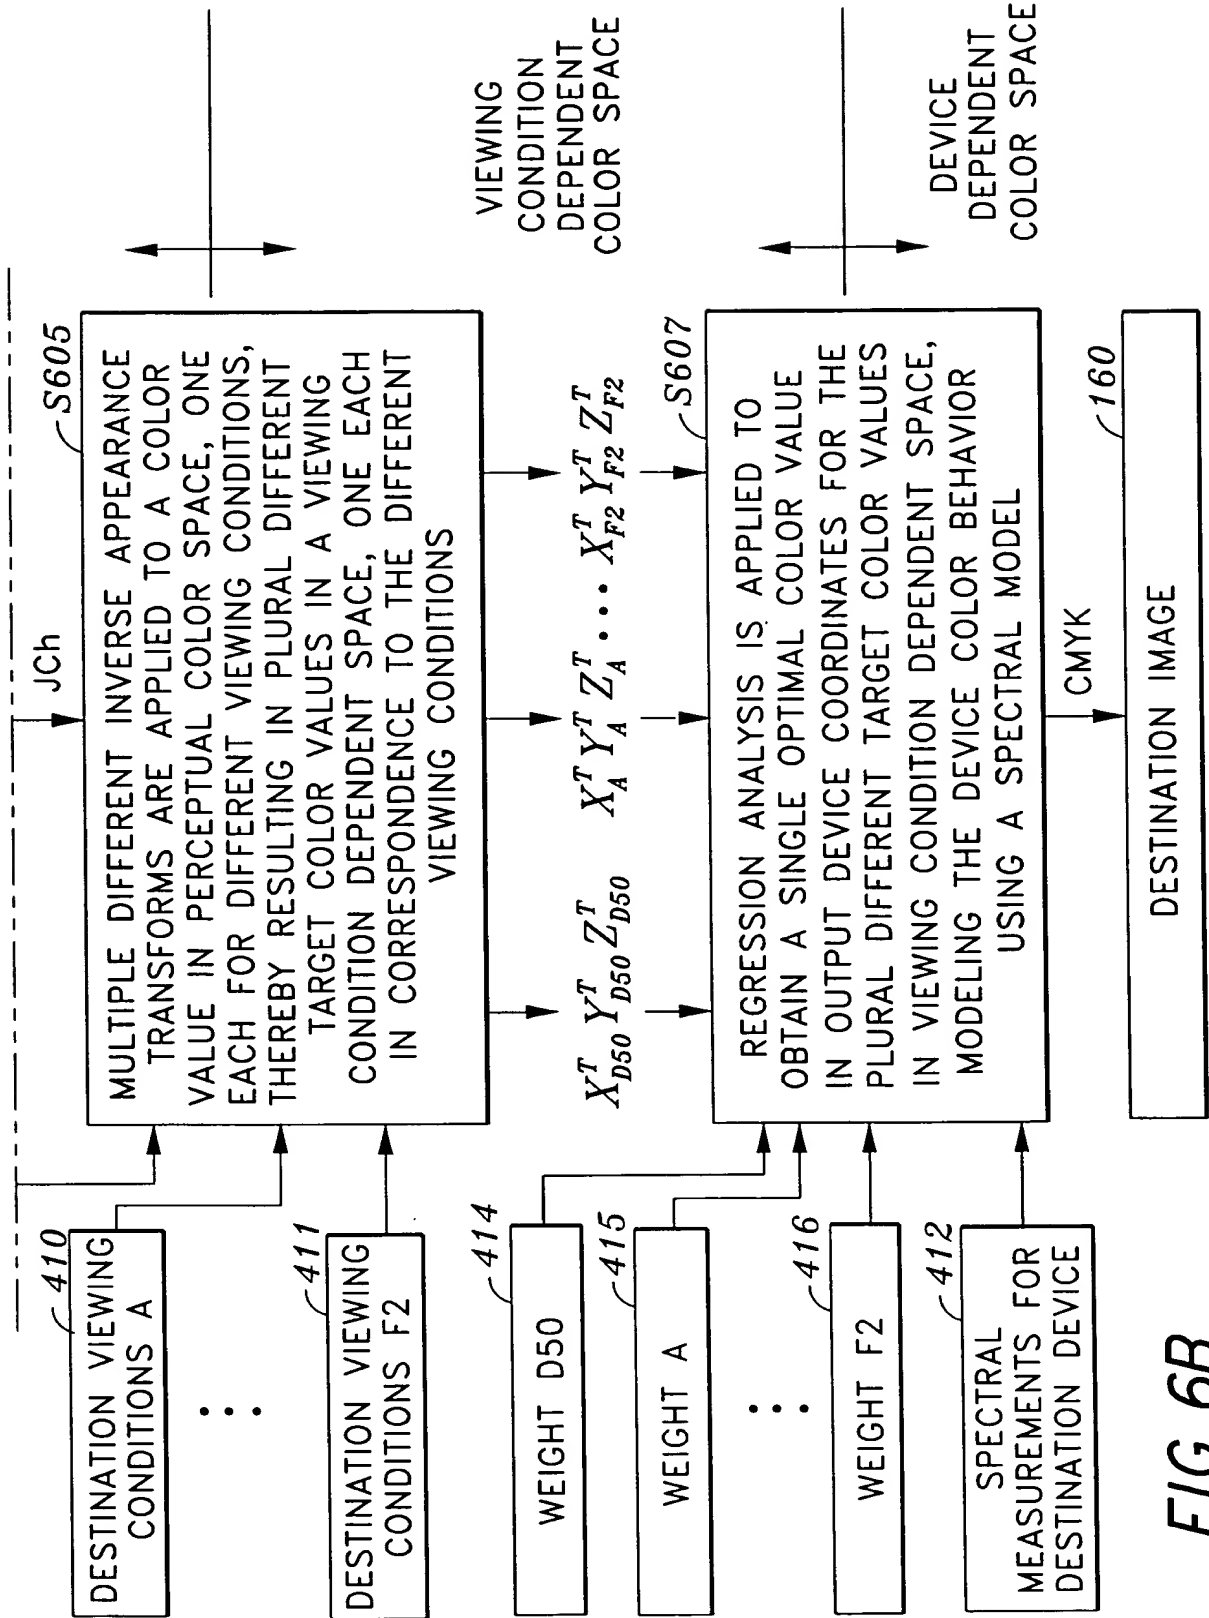 JCh
S605
MULTIPLE DIFFERENT INVERSE APPEARANCE
TRANSFORMS ARE APPLIED TO A COLOR
VALUE IN PERCEPTUAL COLOR SPACE, ONE
EACH FOR DIFFERENT VIEWING CONDITIONS,
THEREBY RESULTING IN PLURAL DIFFERENT
TARGET COLOR VALUES IN A VIEWING
CONDITION DEPENDENT SPACE, ONE EACH
IN CORRESPONDENCE TO THE DIFFERENT
VIEWING CONDITIONS
410
DESTINATION VIEWING
CONDITIONS A
411
DESTINATION VIEWING
CONDITIONS F2
VIEWING
CONDITION
DEPENDENT
COLOR SPACE
X^T_D50 Y^T_D50 Z^T_D50 X^T_A Y^T_A Z^T_A •••• X^T_F2 Y^T_F2 Z^T_F2
414
WEIGHT D50
415
WEIGHT A
416
WEIGHT F2
412
SPECTRAL
MEASUREMENTS FOR
DESTINATION DEVICE
S607
REGRESSION ANALYSIS IS APPLIED TO
OBTAIN A SINGLE OPTIMAL COLOR VALUE
IN OUTPUT DEVICE COORDINATES FOR THE
PLURAL DIFFERENT TARGET COLOR VALUES
IN VIEWING CONDITION DEPENDENT SPACE,
MODELING THE DEVICE COLOR BEHAVIOR
USING A SPECTRAL MODEL
DEVICE
DEPENDENT
COLOR SPACE
CMYK
160
DESTINATION IMAGE
FIG. 6B